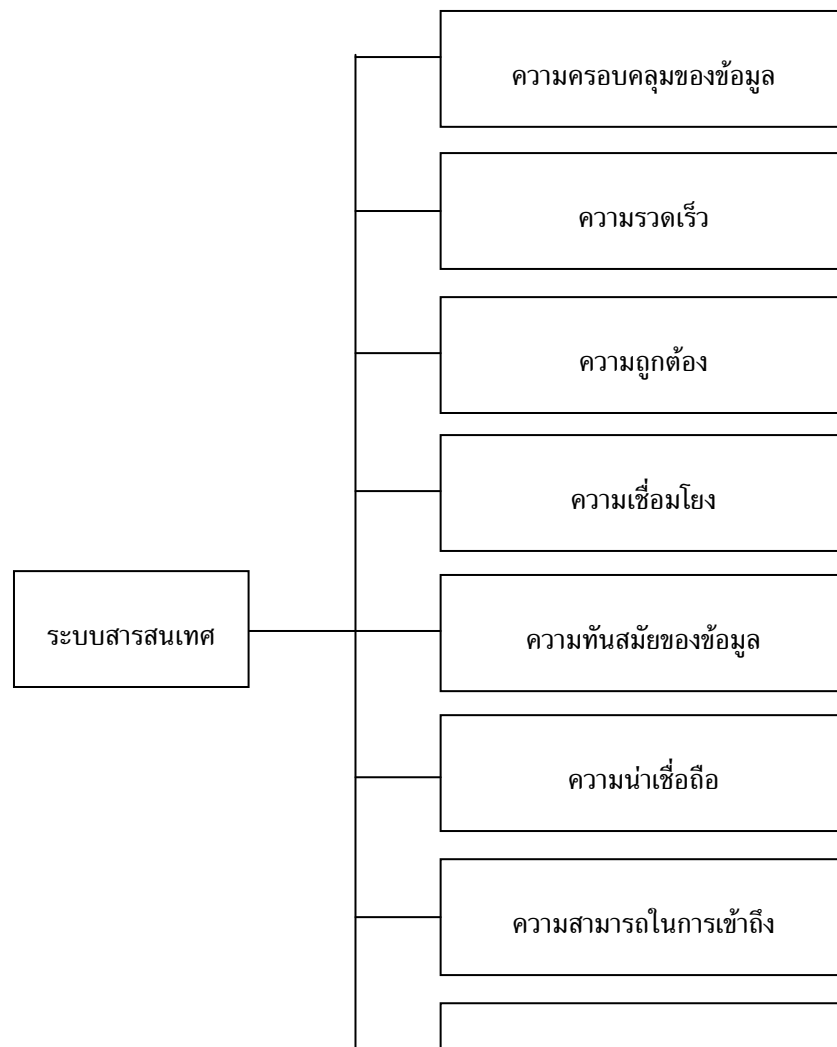 ความครอบคลุมของข้อมูล
ความรวดเร็ว
ความถูกต้อง
ความเชื่อมโยง
ระบบสารสนเทศ
ความทันสมัยของข้อมูล
ความน่าเชื่อถือ
ความสามารถในการเข้าถึง